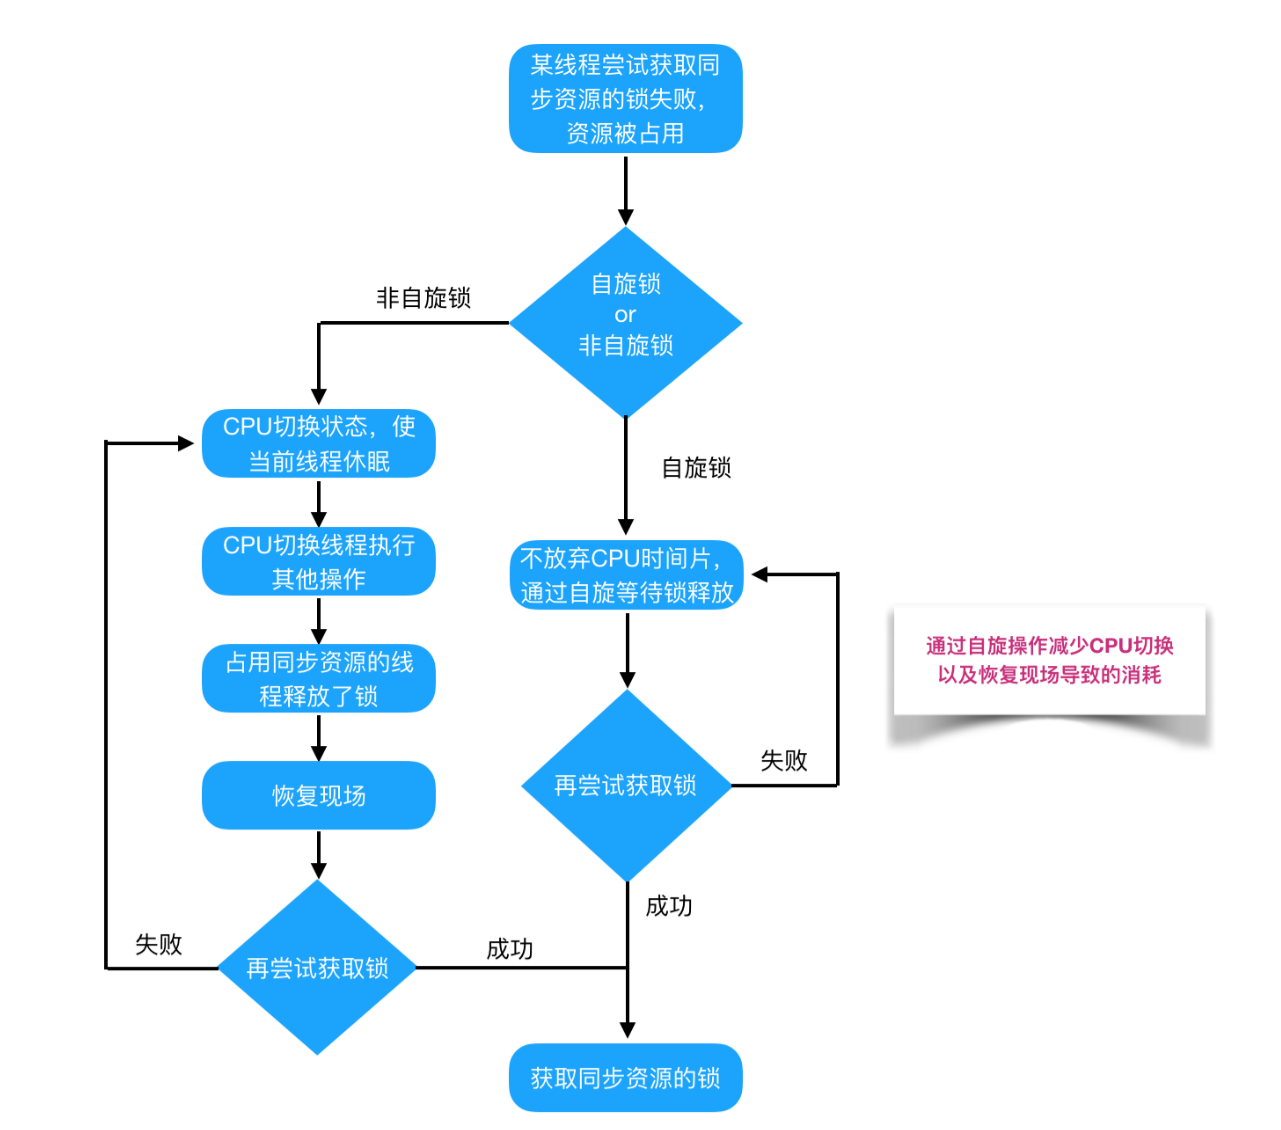 某线程尝试获取同
步资源的锁失败，
资源被占用
自旋锁
or
非自旋锁
非自旋锁
自旋锁
CPU切换状态，使
当前线程休眠
CPU切换线程执行
其他操作
占用同步资源的线
程释放了锁
恢复现场
再尝试获取锁
失败
成功
不放弃CPU时间片，
通过自旋等待锁释放
再尝试获取锁
失败
成功
获取同步资源的锁
通过自旋操作减少CPU切换
以及恢复现场导致的消耗